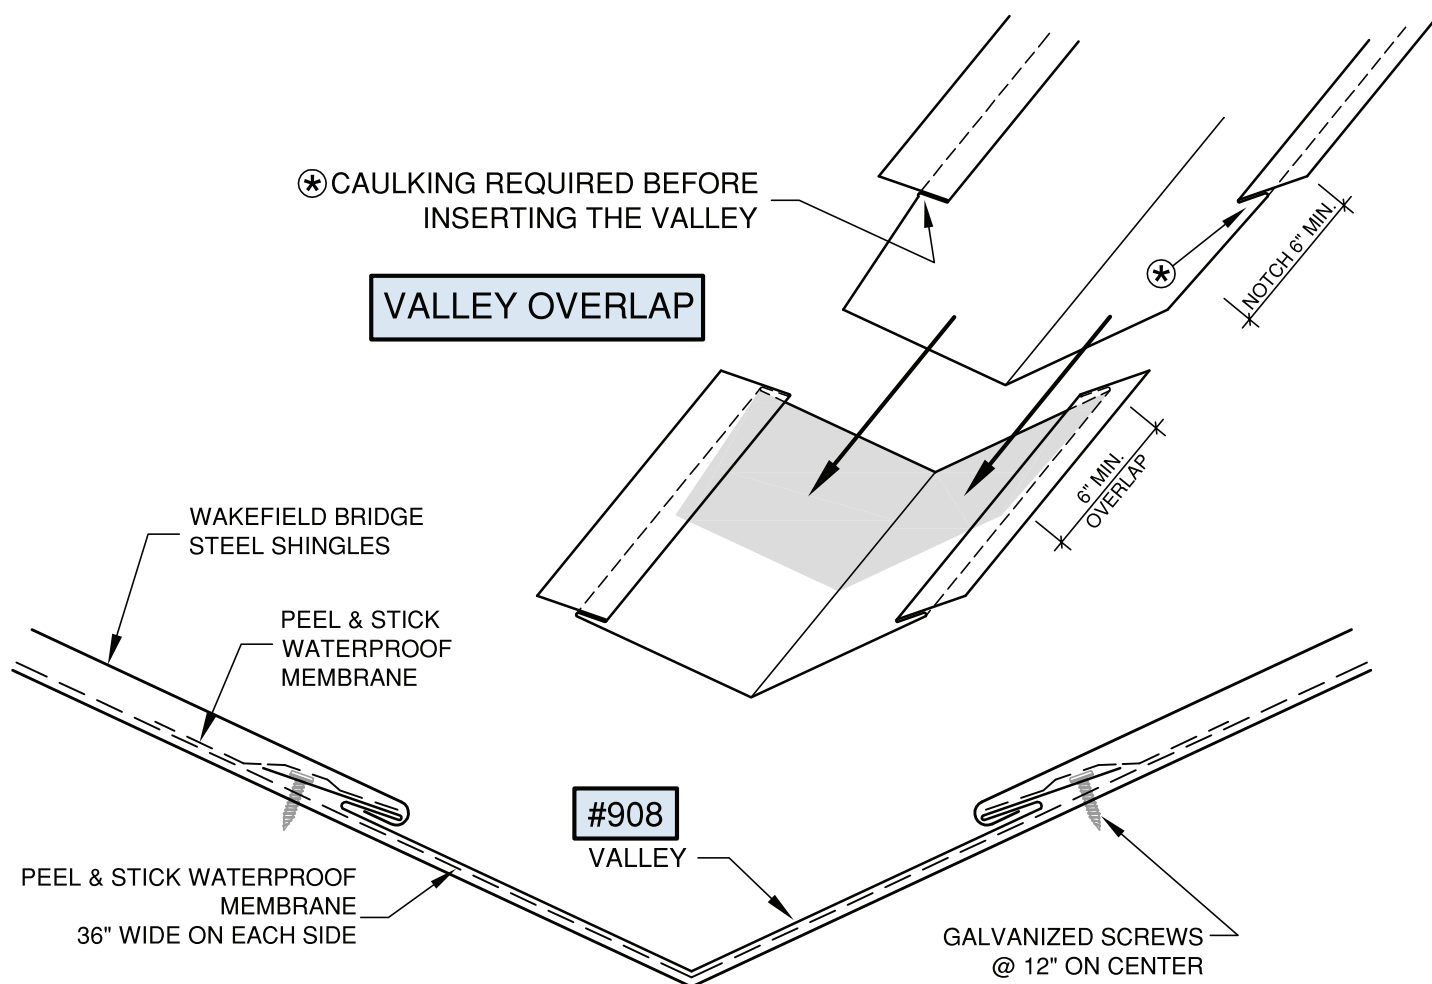 ✱ CAULKING REQUIRED BEFORE
INSERTING THE VALLEY
VALLEY OVERLAP
✱
NOTCH 6" MIN.
6" MIN.
OVERLAP
WAKEFIELD BRIDGE
STEEL SHINGLES
PEEL & STICK
WATERPROOF
MEMBRANE
#908
VALLEY
PEEL & STICK WATERPROOF
MEMBRANE
36" WIDE ON EACH SIDE
GALVANIZED SCREWS
@ 12" ON CENTER